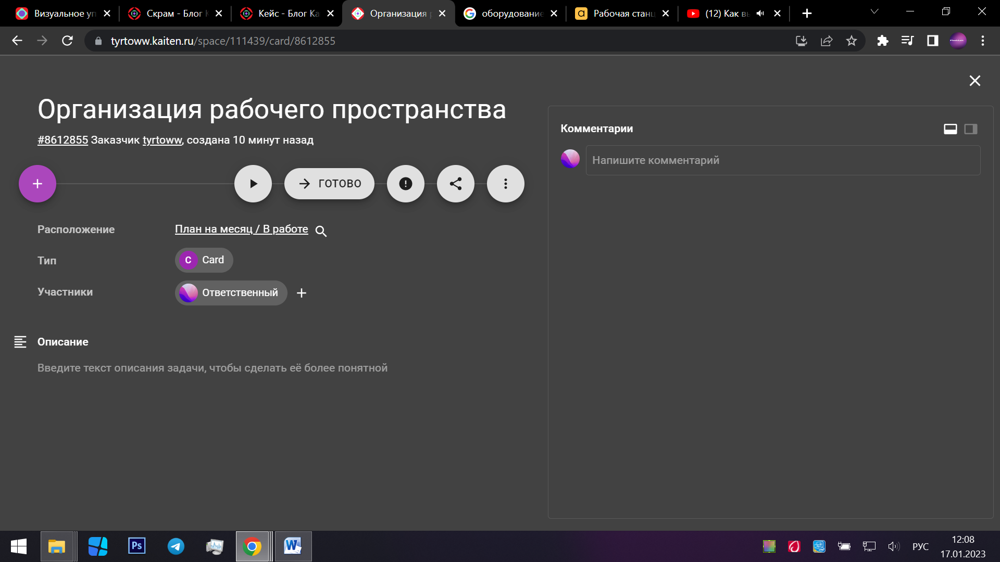 Визуальное уп
Скрам - Блог К
Кейс - Блог Ка
Организация р
оборудование
Рабочая станц
(12) Как вы
tyrtoww.kaiten.ru/space/111439/card/8612855
Организация рабочего пространства
#8612855 Заказчик tyrtoww, создана 10 минут назад
ГОТОВО
Расположение
План на месяц / В работе
Тип
C Card
Участники
Ответственный
Описание
Введите текст описания задачи, чтобы сделать её более понятной
Комментарии
Напишите комментарий
Ps
W
РУС
12:08
17.01.2023